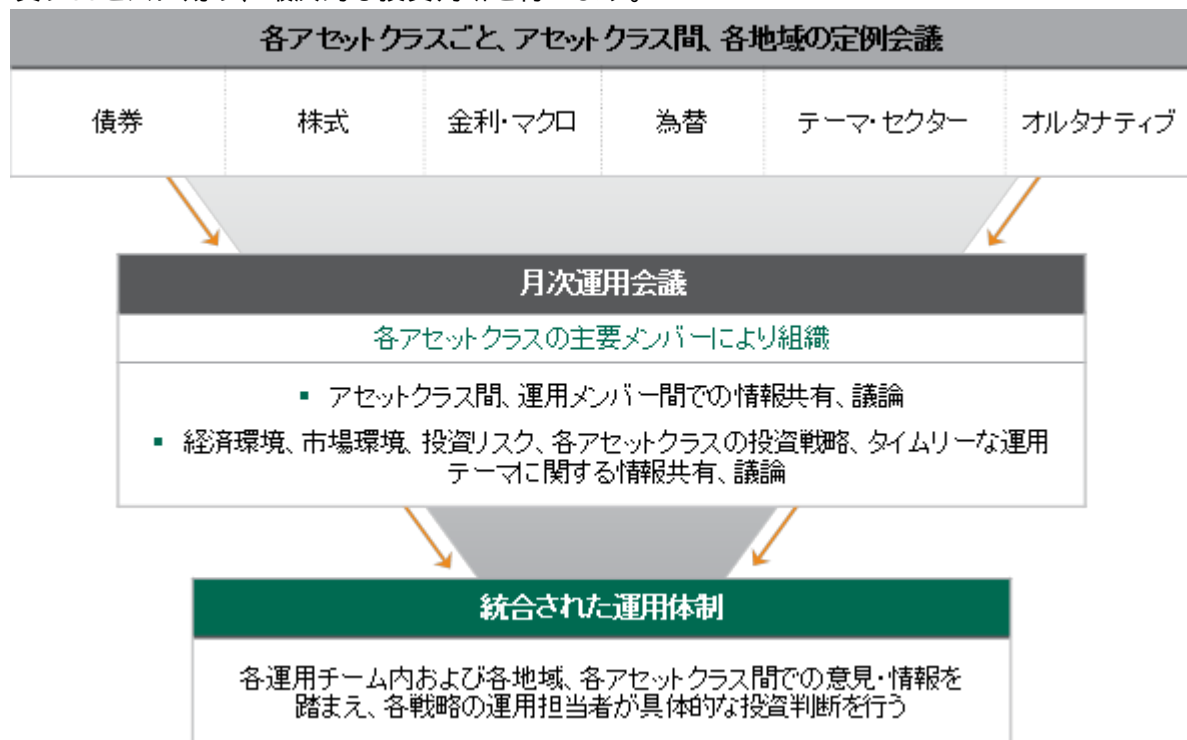 各アセットクラスごと、アセットクラス間、各地域の定例会議
債券
株式
金利・マクロ
為替
テーマ・セクター
オルタナティブ
月次運用会議
各アセットクラスの主要メンバーにより組織
▪ アセットクラス間、運用メンバー間での情報共有、議論
▪ 経済環境、市場環境、投資リスク、各アセットクラスの投資戦略、タイムリーな運用
テーマに関する情報共有、議論
統合された運用体制
各運用チーム内および各地域、各アセットクラス間での意見・情報を
踏まえ、各戦略の運用担当者が具体的な投資判断を行う